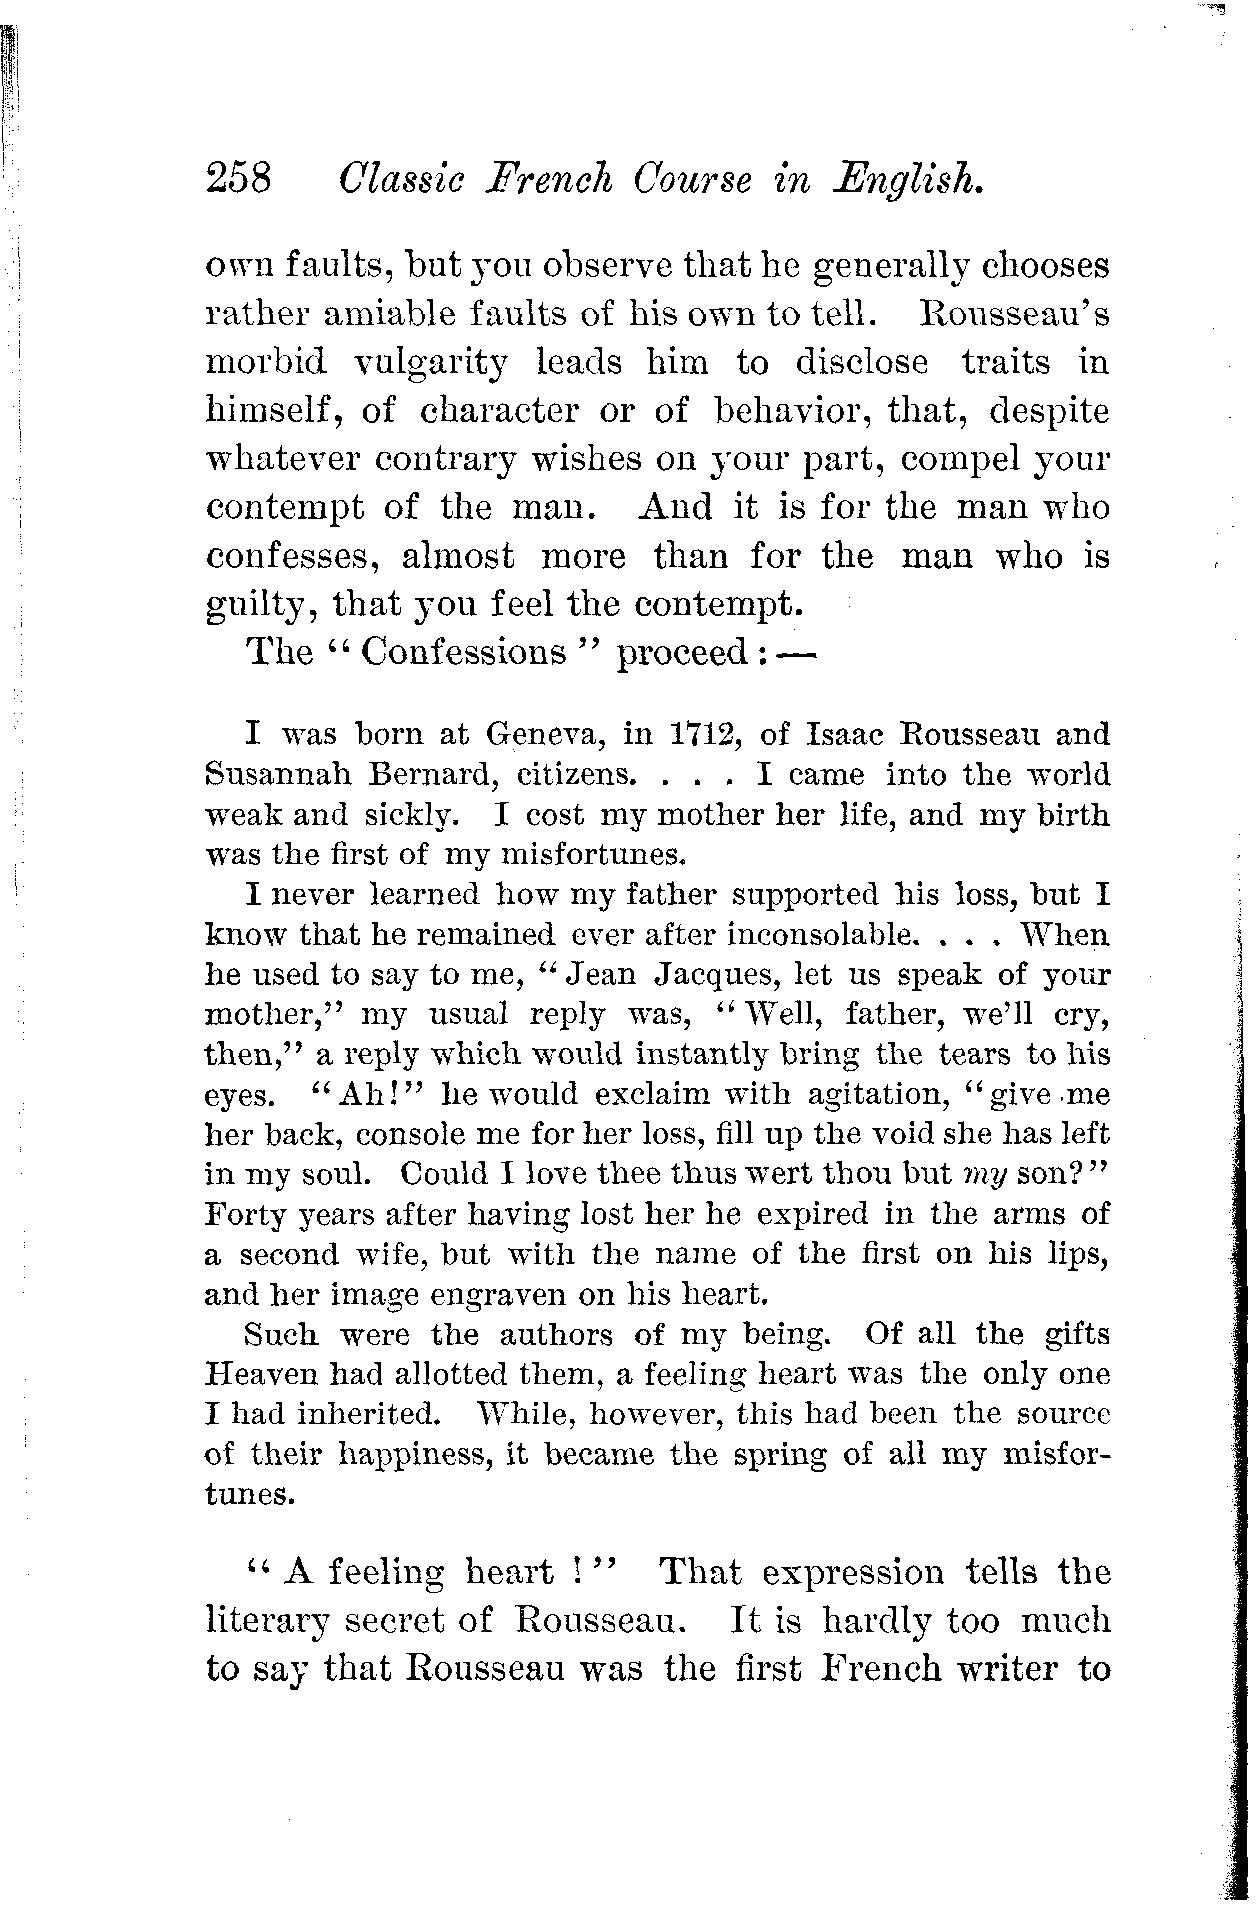 258 Classic French Course in English.
own faults, but you observe that he generally chooses
rather amiable faults of his own to tell. Rousseau's
morbid vulgarity leads him to disclose traits in
himself, of character or of behavior, that, despite
whatever contrary wishes on your part, compel your
contempt of the man. And it is for the man who
confesses, almost more than for the man who is
guilty, that you feel the contempt.
The “Confessions” proceed:—
I was born at Geneva, in 1712, of Isaac Rousseau and
Susannah Bernard, citizens. . . . I came into the world
weak and sickly. I cost my mother her life, and my birth
was the first of my misfortunes.
I never learned how my father supported his loss, but I
know that he remained ever after inconsolable. . . . When
he used to say to me, “Jean Jacques, let us speak of your
mother,” my usual reply was, “Well, father, we'll cry,
then,” a reply which would instantly bring the tears to his
eyes. “Ah!” he would exclaim with agitation, “give me
her back, console me for her loss, fill up the void she has left
in my soul. Could I love thee thus wert thou but my son?”
Forty years after having lost her he expired in the arms of
a second wife, but with the name of the first on his lips,
and her image engraven on his heart.
Such were the authors of my being. Of all the gifts
Heaven had allotted them, a feeling heart was the only one
I had inherited. While, however, this had been the source
of their happiness, it became the spring of all my misfor-
tunes.
“A feeling heart!” That expression tells the
literary secret of Rousseau. It is hardly too much
to say that Rousseau was the first French writer to